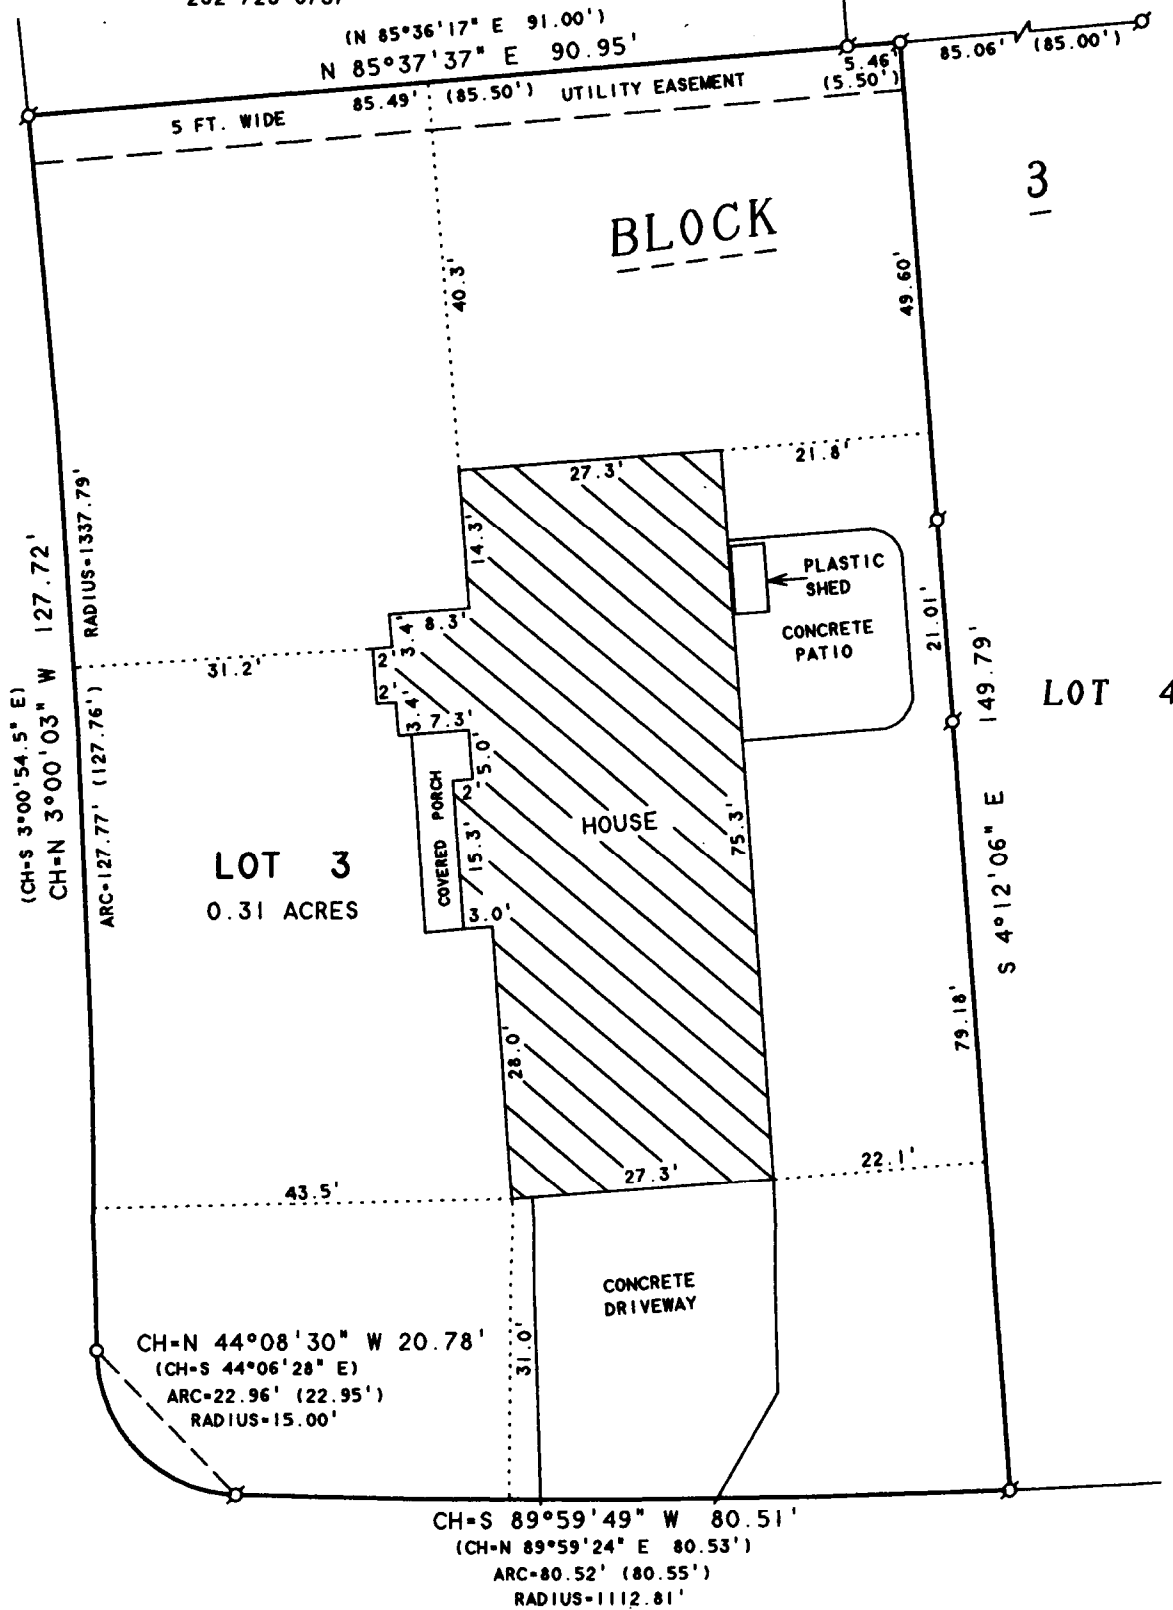 (N 85°36'17" E 91.00')
N 85°37'37" E 90.95'
85.06' (85.00')
5.46'
(5.50')
85.49' (85.50') UTILITY EASEMENT
5 FT. WIDE
3
BLOCK
40.3'
49.60'
21.8'
27.3'
14.3'
RADIUS=1337.79'
PLASTIC
SHED
CONCRETE
PATIO
21.01'
8.3'
3.4'
2'
31.2'
2'
3.4'
7.3'
5.0'
2'
(CH=S 3°00'54.5" E)
CH=N 3°00'03" W 127.72'
ARC=127.77' (127.76')
LOT 4
S 4°12'06" E 149.79'
HOUSE
75.3'
COVERED PORCH
15.3'
LOT 3
0.31 ACRES
3.0'
79.18'
28.0'
27.3'
22.1'
43.5'
CONCRETE
DRIVEWAY
31.0'
CH=N 44°08'30" W 20.78'
(CH=S 44°06'28" E)
ARC=22.96' (22.95')
RADIUS=15.00'
CH=S 89°59'49" W 80.51'
(CH=N 89°59'24" E 80.53')
ARC=80.52' (80.55')
RADIUS=1112.81'